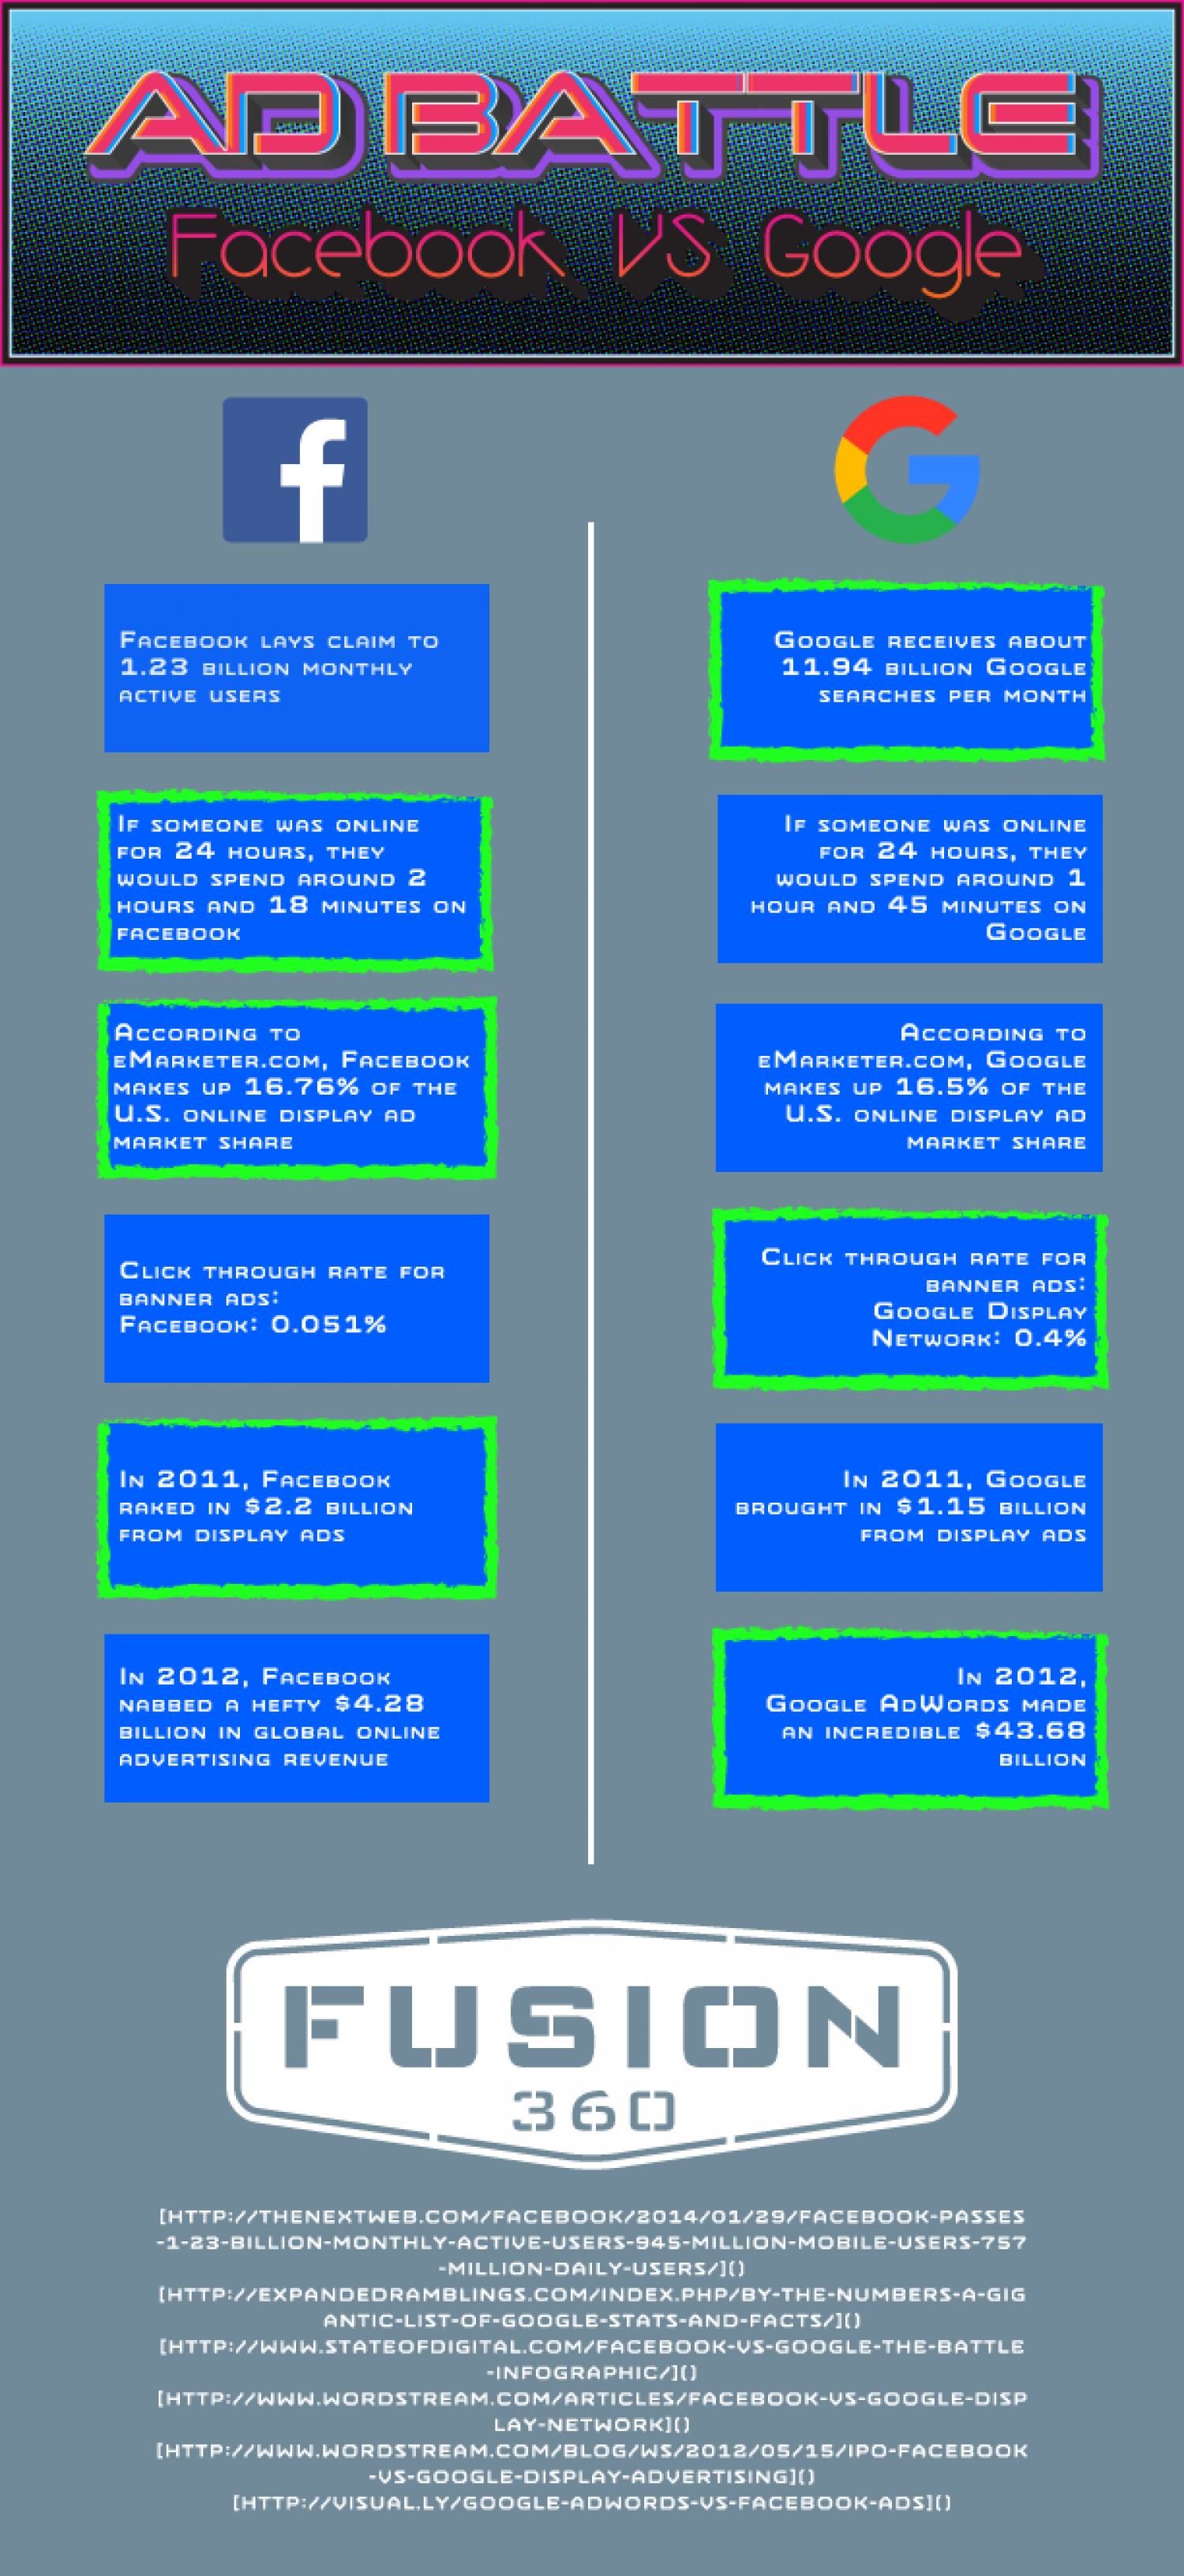 AD BATTLE
Facebook VS Google
Facebook lays claim to
1.23 billion monthly
active users
Google receives about
11.94 billion Google
searches per month
If someone was online
for 24 hours, they
would spend around 2
hours and 18 minutes on
facebook
If someone was online
for 24 hours, they
would spend around 1
hour and 45 minutes on
Google
According to
eMarketer.com, Facebook
makes up 16.76% of the
U.S. online display ad
market share
According to
eMarketer.com, Google
makes up 16.5% of the
U.S. online display ad
market share
Click through rate for
banner ads:
Facebook: 0.051%
Click through rate for
banner ads:
Google Display
Network: 0.4%
In 2011, Facebook
raked in $2.2 billion
from display ads
In 2011, Google
brought in $1.15 billion
from display ads
In 2012, Facebook
nabbed a hefty $4.28
billion in global online
advertising revenue
In 2012,
Google AdWords made
an incredible $43.68
billion
FUSION
360
[HTTP://THENEXTWEB.COM/FACEBOOK/2014/01/29/FACEBOOK-PASSES
-1-23-BILLION-MONTHLY-ACTIVE-USERS-945-MILLION-MOBILE-USERS-757
-MILLION-DAILY-USERS/]()
[HTTP://EXPANDEDRAMBLINGS.COM/INDEX.PHP/BY-THE-NUMBERS-A-GIG
ANTIC-LIST-OF-GOOGLE-STATS-AND-FACTS/]()
[HTTP://WWW.STATEOFDIGITAL.COM/FACEBOOK-VS-GOOGLE-THE-BATTLE
-INFOGRAPHIC/]()
[HTTP://WWW.WORDSTREAM.COM/ARTICLES/FACEBOOK-VS-GOOGLE-DISP
LAY-NETWORK]()
[HTTP://WWW.WORDSTREAM.COM/BLOG/WS/2012/05/15/IPO-FACEBOOK
-VS-GOOGLE-DISPLAY-ADVERTISING]()
[HTTP://VISUAL.LY/GOOGLE-ADWORDS-VS-FACEBOOK-ADS]()